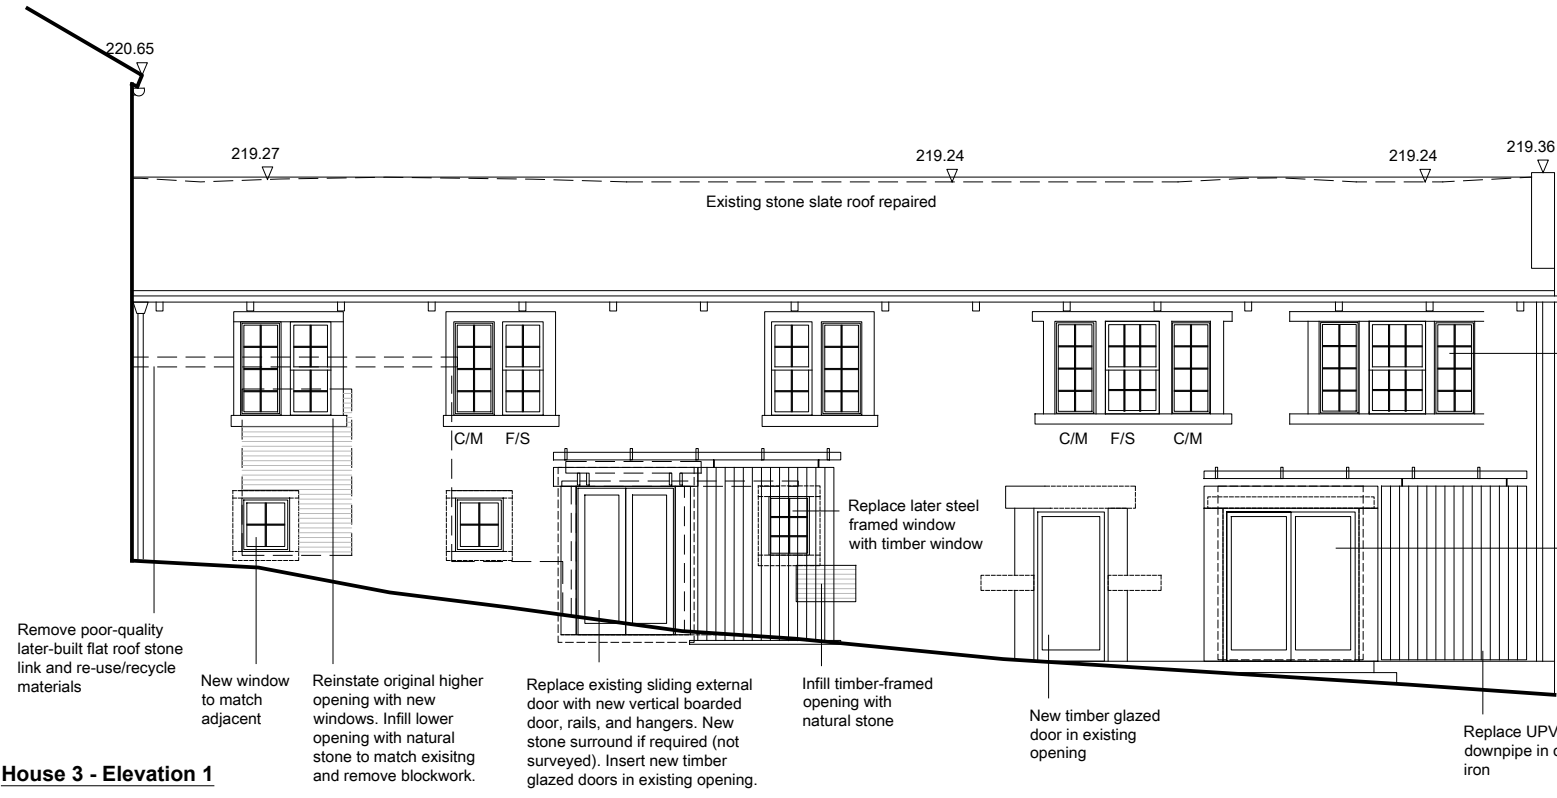 220.65
219.27
219.24
219.24
219.36
Existing stone slate roof repaired
C/M F/S
C/M F/S C/M
Replace later steel
framed window
with timber window
Remove poor-quality
later-built flat roof stone
link and re-use/recycle
materials
New window
to match
adjacent
Reinstate original higher
opening with new
windows. Infill lower
opening with natural
stone to match exisitng
and remove blockwork.
Replace existing sliding external
door with new vertical boarded
door, rails, and hangers. New
stone surround if required (not
surveyed). Insert new timber
glazed doors in existing opening.
Infill timber-framed
opening with
natural stone
New timber glazed
door in existing
opening
Replace UPV
downpipe in
iron
House 3 - Elevation 1